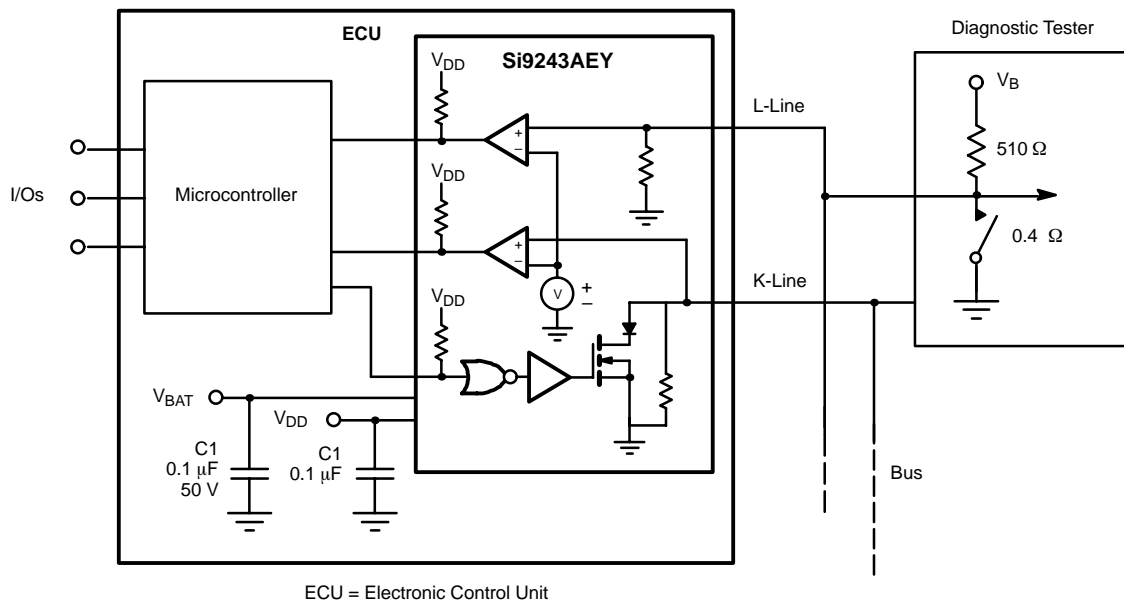 ECU
Si9243AEY
Diagnostic Tester
VDD
VB
L-Line
510 Ω
+
–
I/Os
Microcontroller
VDD
0.4 Ω
+
–
V
+
–
K-Line
VDD
VBAT
VDD
C1
0.1 μF
50 V
C1
0.1 μF
Bus
ECU = Electronic Control Unit